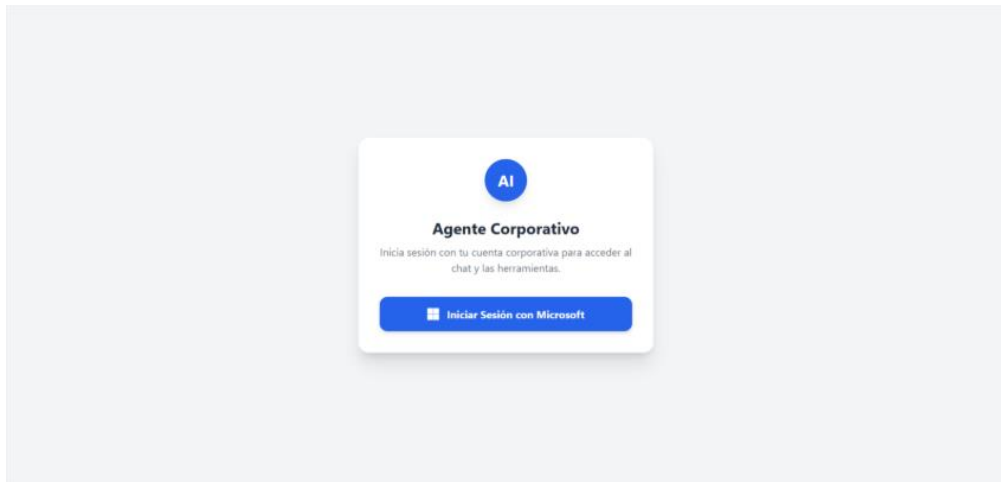 AI
Agente Corporativo
Inicia sesión con tu cuenta corporativa para acceder al
chat y las herramientas.
Iniciar Sesión con Microsoft